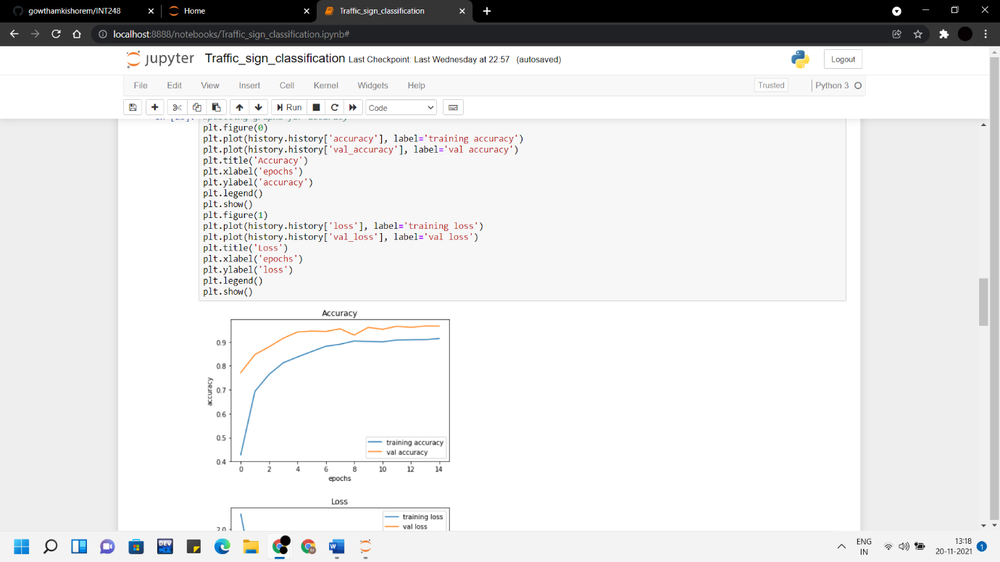 gowthamkishorem/INT248
Home
Traffic_sign_classification
localhost:8888/notebooks/Traffic_sign_classification.ipynb#
jupyter Traffic_sign_classification Last Checkpoint: Last Wednesday at 22:57 (autosaved)
Logout
File Edit View Insert Cell Kernel Widgets Help
Trusted
Python 3
Run
Code
plt.figure(0)
plt.plot(history.history['accuracy'], label='training accuracy')
plt.plot(history.history['val_accuracy'], label='val accuracy')
plt.title('Accuracy')
plt.xlabel('epochs')
plt.ylabel('accuracy')
plt.legend()
plt.show()
plt.figure(1)
plt.plot(history.history['loss'], label='training loss')
plt.plot(history.history['val_loss'], label='val loss')
plt.title('Loss')
plt.xlabel('epochs')
plt.ylabel('loss')
plt.legend()
plt.show()
Accuracy
0.9
0.8
0.7
0.6
0.5
0.4
accuracy
training accuracy
val accuracy
0 2 4 6 8 10 12 14
epochs
Loss
2.0
training loss
val loss
DEV
W
M
ENG
IN
13:18
20-11-2021
1